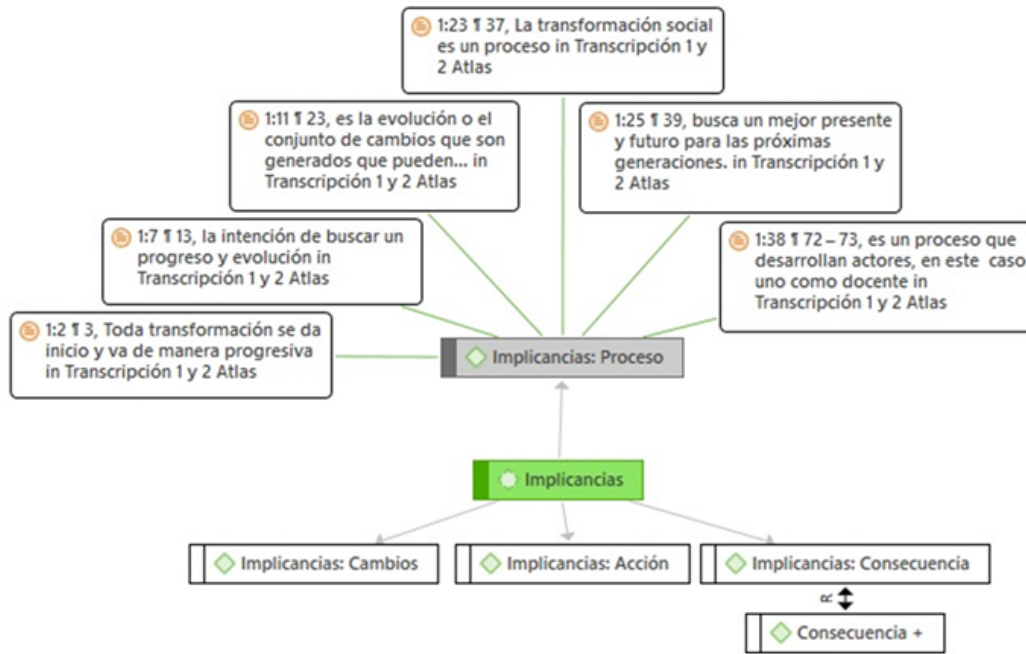 1:23 ¶ 37, La transformación social
es un proceso in Transcripción 1 y
2 Atlas
1:11 ¶ 23, es la evolución o el
conjunto de cambios que son
generados que pueden... in
Transcripción 1 y 2 Atlas
1:25 ¶ 39, busca un mejor presente
y futuro para las próximas
generaciones. in Transcripción 1 y
2 Atlas
1:7 ¶ 13, la intención de buscar un
progreso y evolución in
Transcripción 1 y 2 Atlas
1:38 ¶ 72 – 73, es un proceso que
desarrollan actores, en este caso
uno como docente in
Transcripción 1 y 2 Atlas
1:2 ¶ 3, Toda transformación se da
inicio y va de manera progresiva
in Transcripción 1 y 2 Atlas
Implicancias: Proceso
Implicancias
Implicancias: Cambios
Implicancias: Acción
Implicancias: Consecuencia
R
Consecuencia +